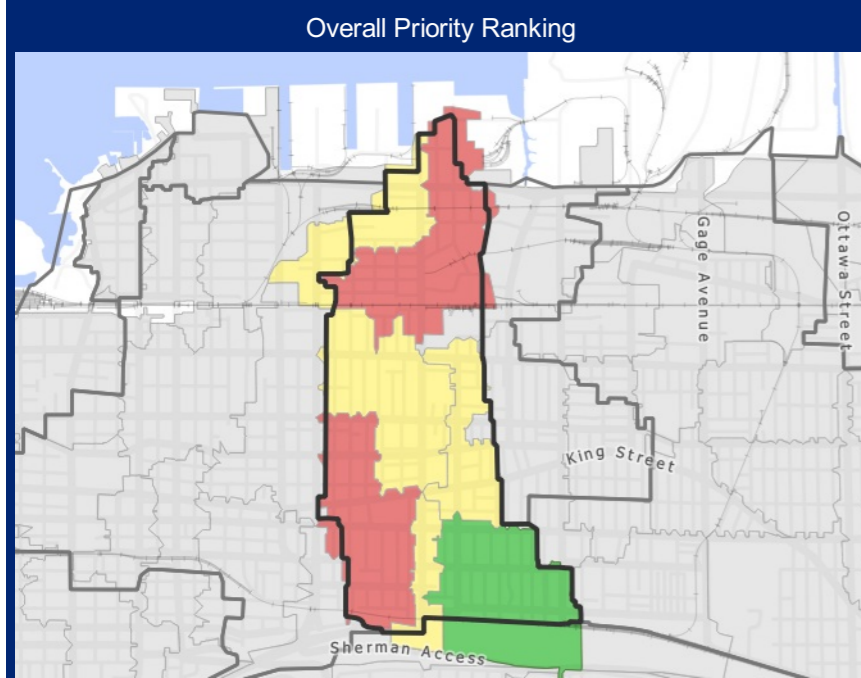 Overall Priority Ranking
Gage Avenue
Ottawa Street
King Street
Sherman Access